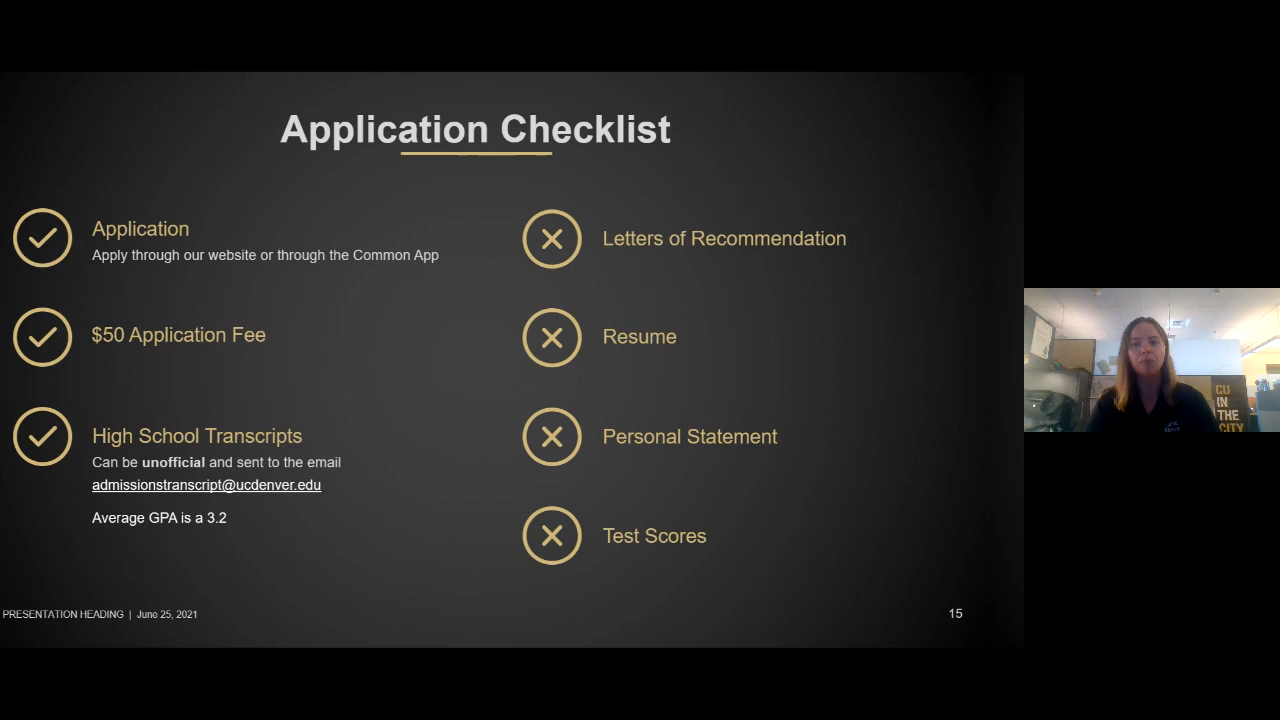 Application Checklist
Application
Apply through our website or through the Common App
$50 Application Fee
High School Transcripts
Can be unofficial and sent to the email
admissionstranscript@ucdenver.edu
Average GPA is a 3.2
Letters of Recommendation
Resume
Personal Statement
Test Scores
PRESENTATION HEADING | June 25, 2021
15
CU
IN
THE
CITY